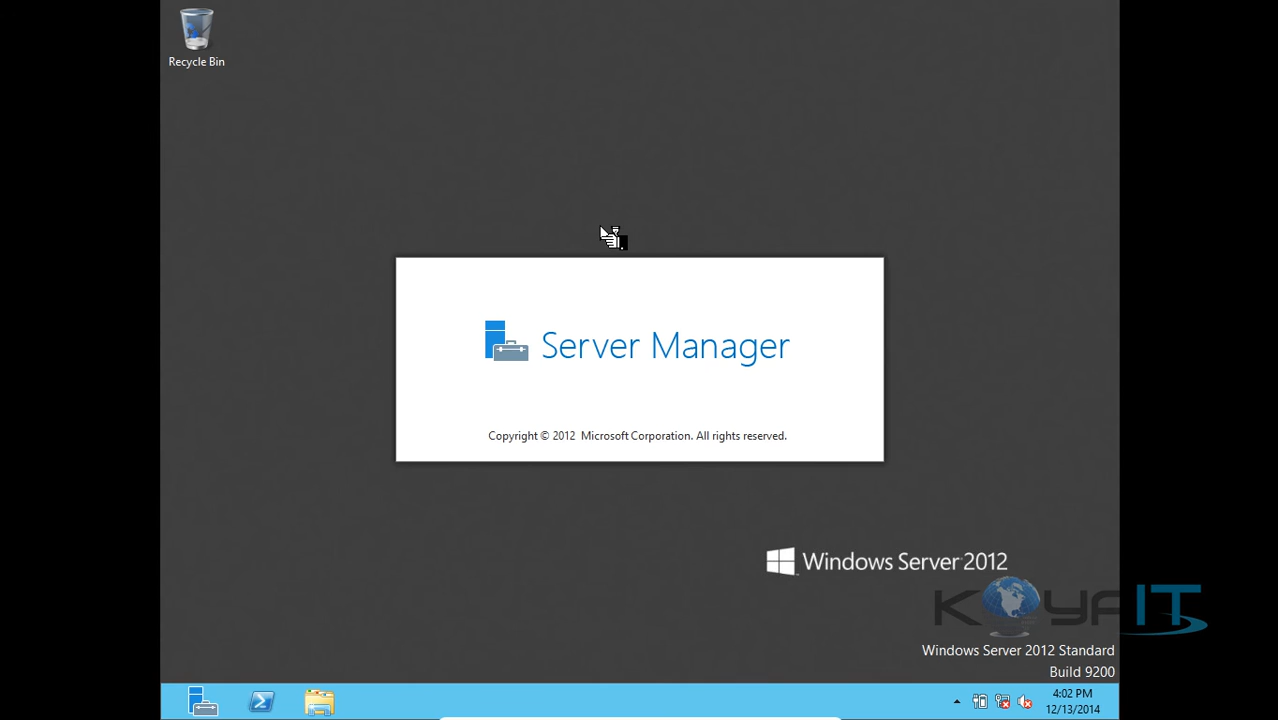 Recycle Bin
Server Manager
Copyright © 2012 Microsoft Corporation. All rights reserved.
Windows Server 2012
KOYFIT
Windows Server 2012 Standard
Build 9200
4:02 PM
12/13/2014